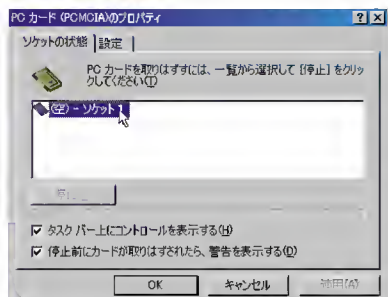 PC カード (PCMCIA)のプロパティ
ソケットの状態
設定
PC カードを取りはずすには、一覧から選択して [停止] をクリックしてください(T)
(空) - ソケット 1
タスク バー上にコントロールを表示する(H)
停止前にカードが取りはずされたら、警告を表示する(D)
OK
キャンセル
適用(A)